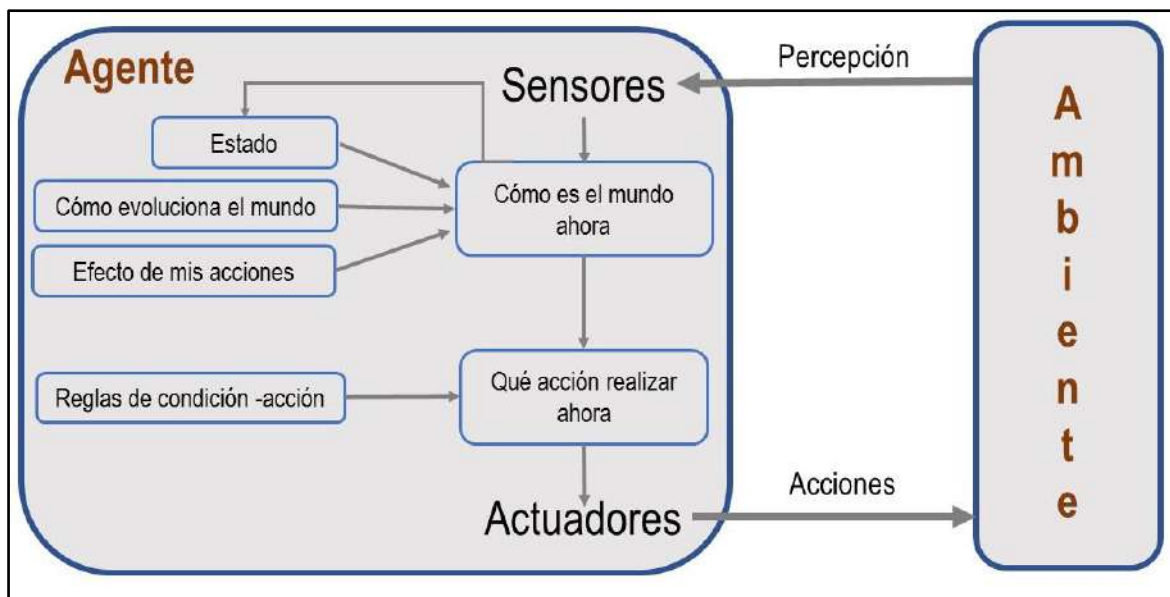 Agente
Sensores
Percepción
Estado
Cómo evoluciona el mundo
Efecto de mis acciones
Cómo es el mundo
ahora
Reglas de condición -acción
Qué acción realizar
ahora
Actuadores
Acciones
Ambiente